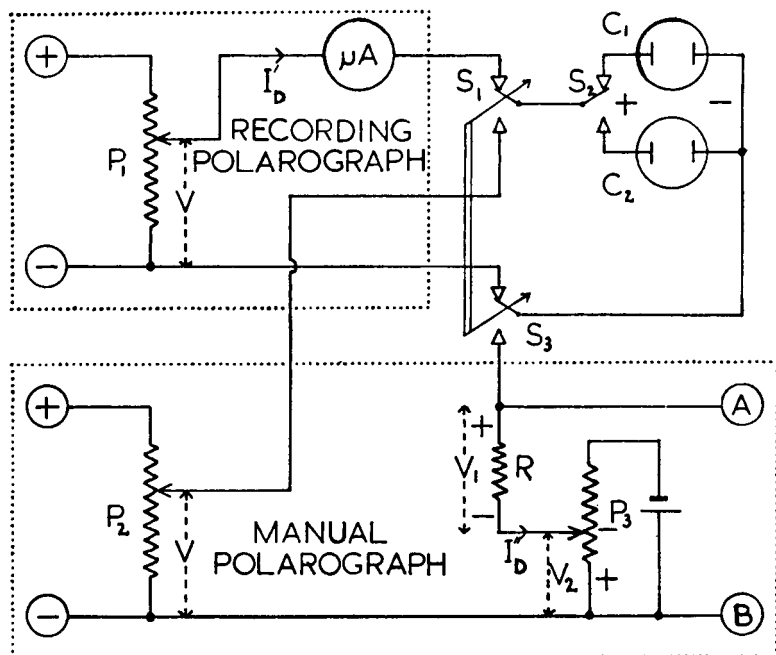 C₁
+
μA
I'D
S₁
S₂
+
−
RECORDING
POLAROGRAPH
P₁
V
C₂
−
S₃
+
A
+
V₁
R
P₂
V
MANUAL
POLAROGRAPH
−
I"D
P₃
−
V₂
+
−
B